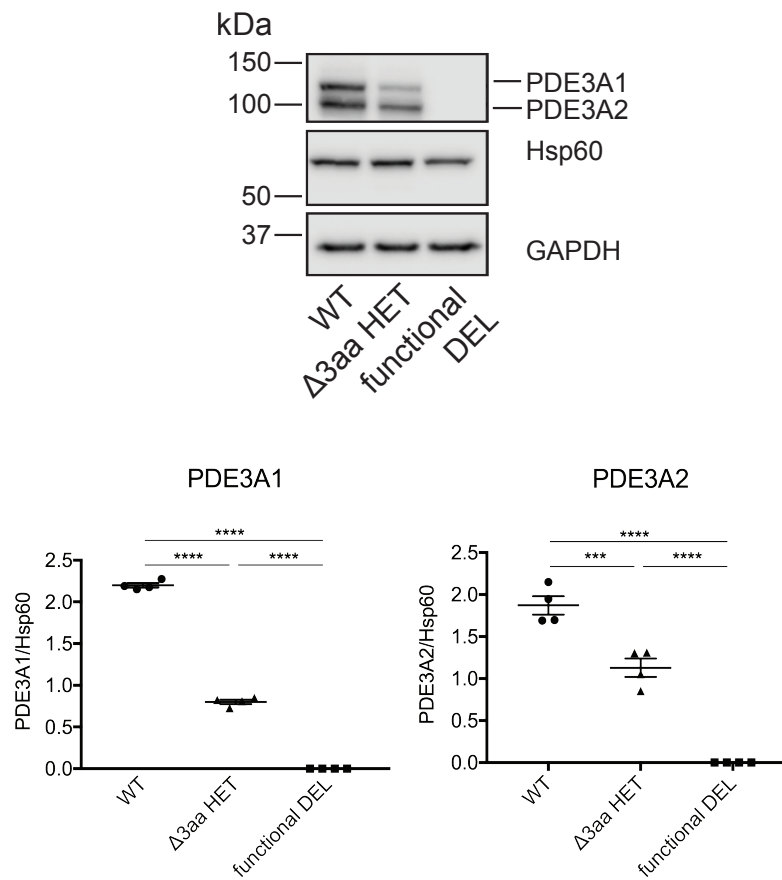 kDa
150
100
PDE3A1
PDE3A2
Hsp60
50
37
GAPDH
WT
Δ3aa HET
functional
DEL
PDE3A1
****
**** ****
PDE3A1/Hsp60
2.5
2.0
1.5
1.0
0.5
0.0
WT
Δ3aa HET
functional DEL
PDE3A2
****
*** ****
PDE3A2/Hsp60
2.5
2.0
1.5
1.0
0.5
0.0
WT
Δ3aa HET
functional DEL